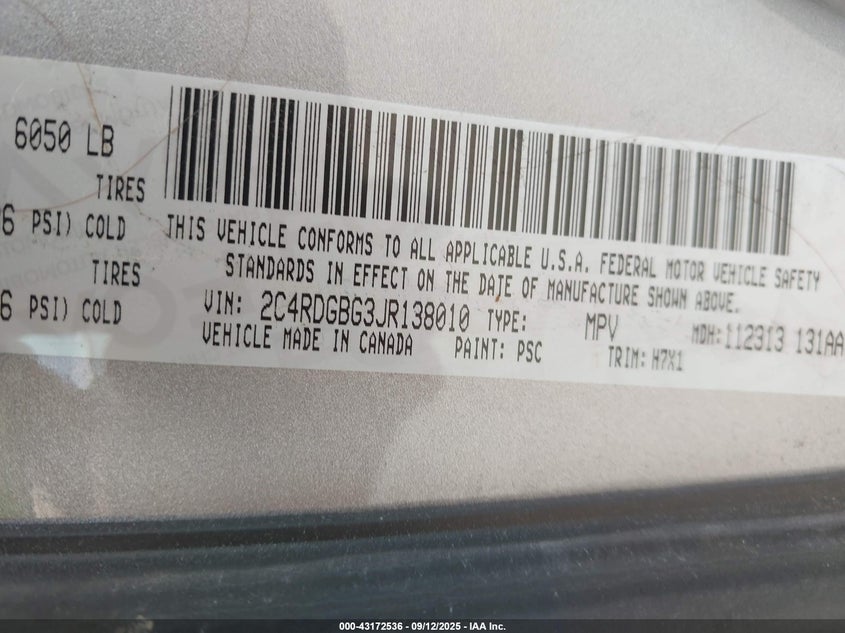 6050 LB
TIRES
6 PSI) COLD
TIRES
6 PSI) COLD
THIS VEHICLE CONFORMS TO ALL APPLICABLE U.S.A. FEDERAL MOTOR VEHICLE SAFETY
STANDARDS IN EFFECT ON THE DATE OF MANUFACTURE SHOWN ABOVE.
VIN: 2C4RDGBG3JR138010 TYPE: MPV MDH:112313 131AA
VEHICLE MADE IN CANADA PAINT: PSC TRIM: H7X1
000-43172536 - 09/12/2025 - IAA Inc.